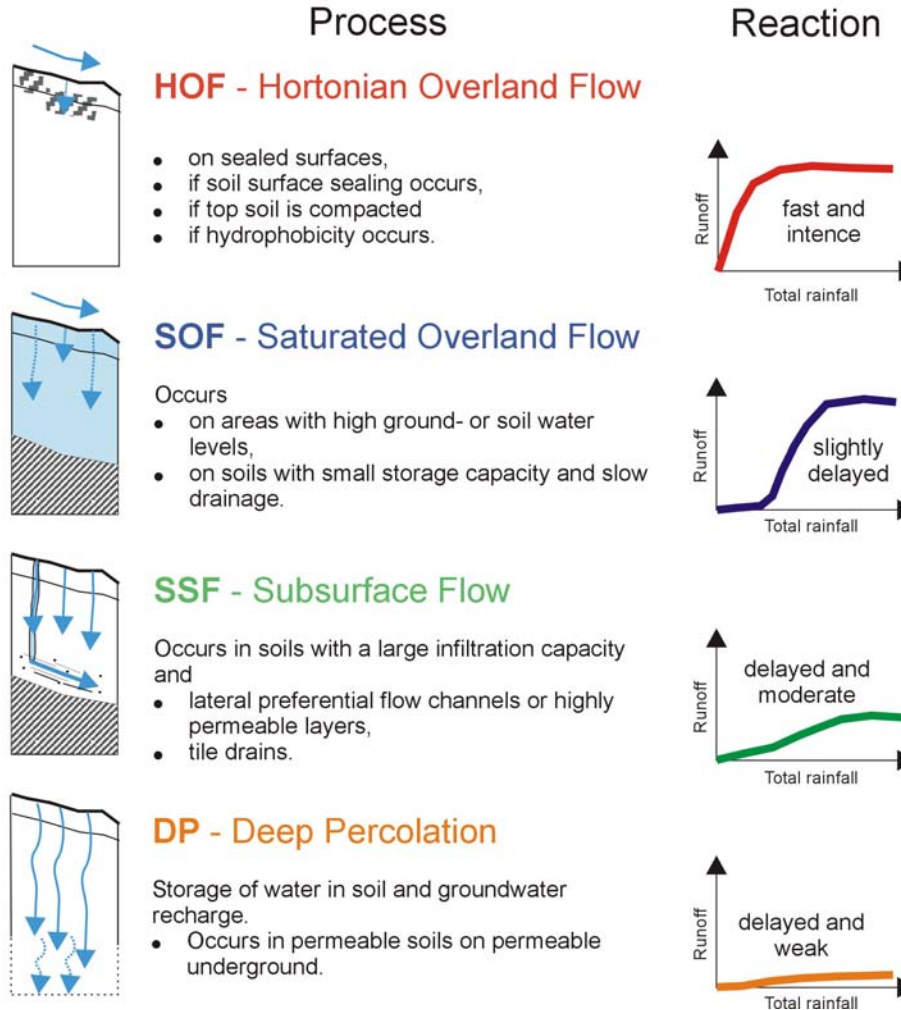 Process
Reaction
HOF - Hortonian Overland Flow
• on sealed surfaces,
• if soil surface sealing occurs,
• if top soil is compacted
• if hydrophobicity occurs.
Runoff
fast and
intence
Total rainfall
SOF - Saturated Overland Flow
Occurs
• on areas with high ground- or soil water
levels,
• on soils with small storage capacity and slow
drainage.
Runoff
slightly
delayed
Total rainfall
SSF - Subsurface Flow
Occurs in soils with a large infiltration capacity
and
• lateral preferential flow channels or highly
permeable layers,
• tile drains.
Runoff
delayed and
moderate
Total rainfall
DP - Deep Percolation
Storage of water in soil and groundwater
recharge.
• Occurs in permeable soils on permeable
underground.
Runoff
delayed and
weak
Total rainfall